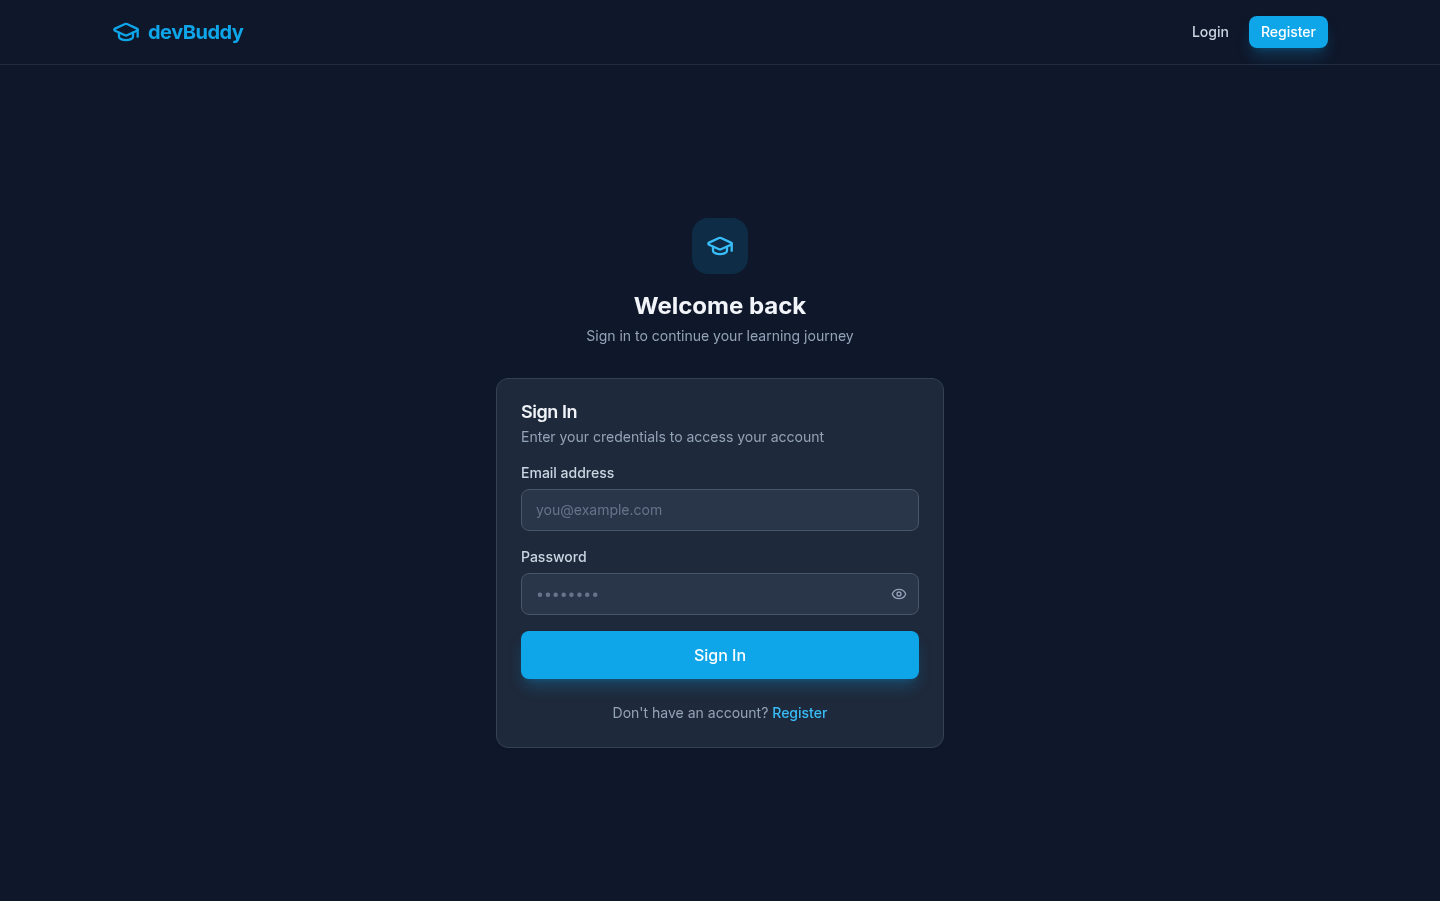 devBuddy
Login
Register
Welcome back
Sign in to continue your learning journey
Sign In
Enter your credentials to access your account
Email address
you@example.com
Password
••••••••
Sign In
Don't have an account? Register